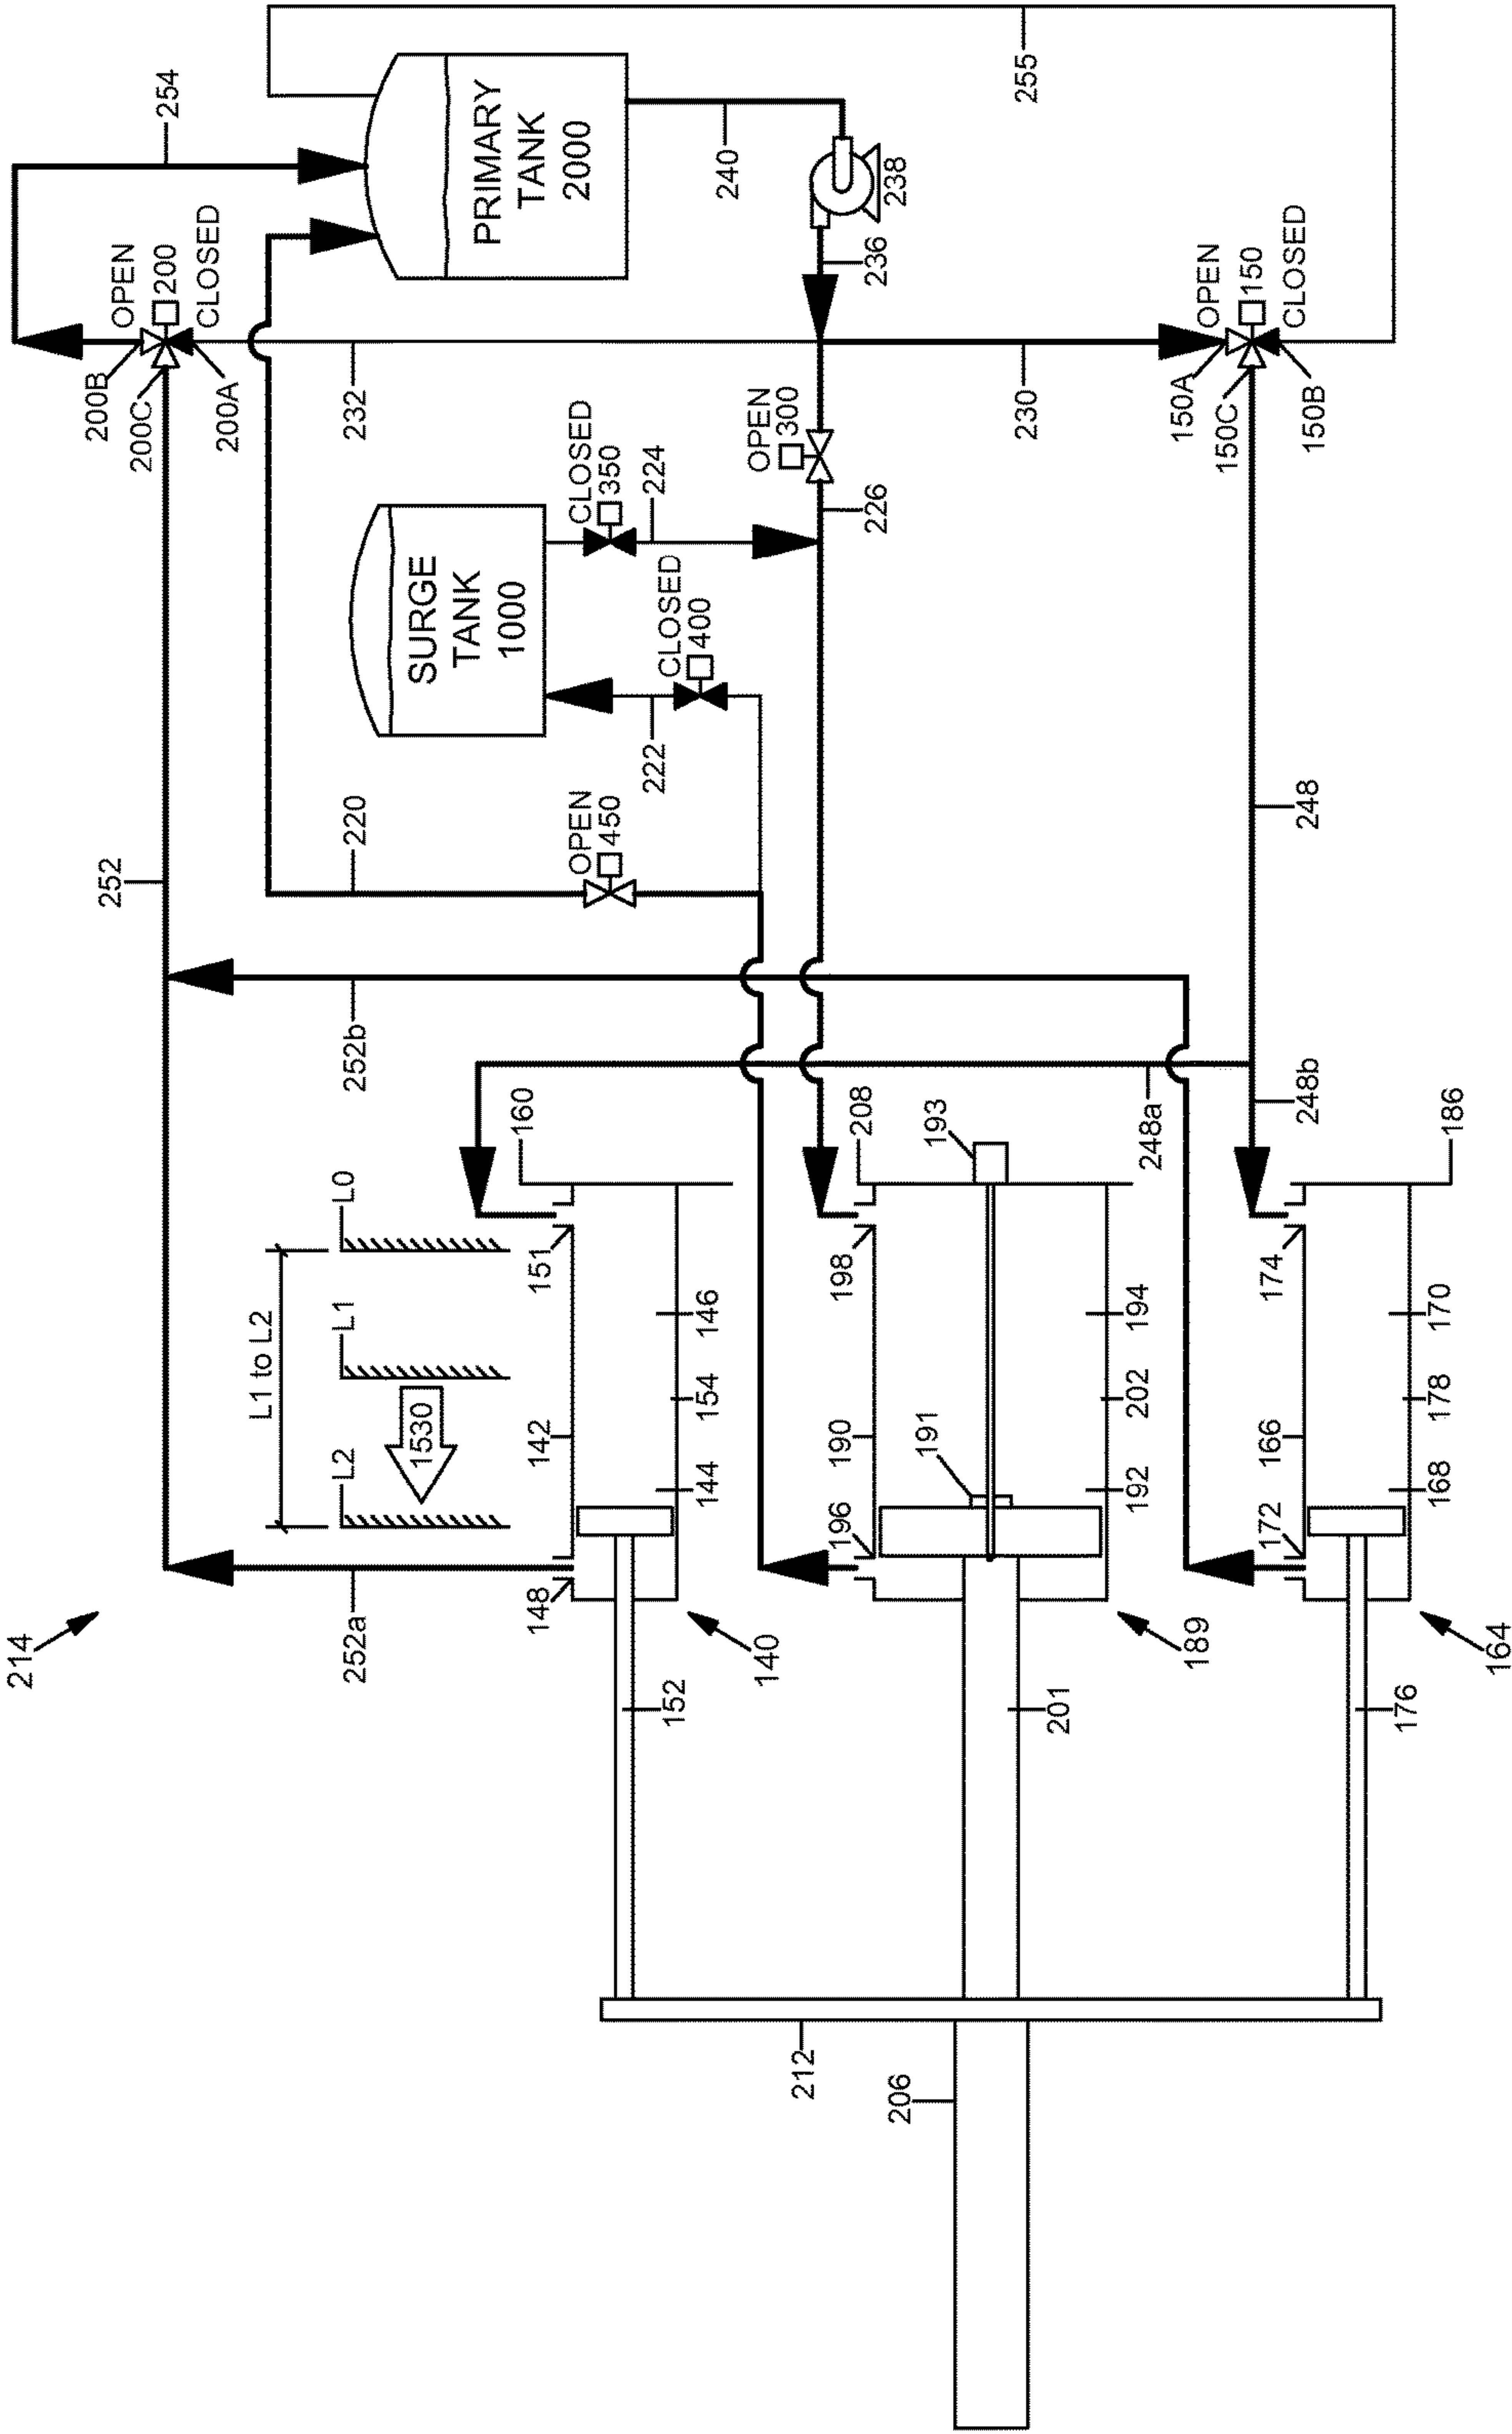 214
252a
252
252b
254
200B
200C
200A
OPEN
200
CLOSED
L1 to L2
L2
L1
L0
1530
220
232
SURGE
TANK
1000
PRIMARY
TANK
2000
OPEN
450
CLOSED
350
222
224
CLOSED
400
240
148
142
151
160
140
152
144
154
146
OPEN
300
226
236
238
212
206
196
190
191
198
208
193
189
201
192
202
194
248a
230
255
150A
150C
150B
OPEN
150
CLOSED
248
248b
172
166
174
186
164
176
168
178
170